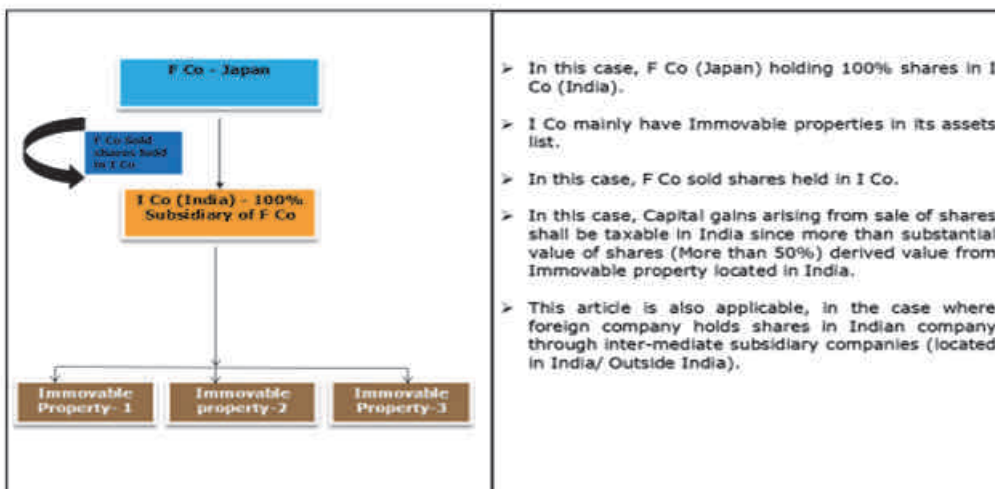 F Co - Japan
F Co Sold
shares held
in I Co
I Co (India) - 100%
Subsidiary of F Co
Immovable
Property- 1
Immovable
property-2
Immovable
Property-3
➤ In this case, F Co (Japan) holding 100% shares in I
Co (India).
➤ I Co mainly have Immovable properties in its assets
list.
➤ In this case, F Co sold shares held in I Co.
➤ In this case, Capital gains arising from sale of shares
shall be taxable in India since more than substantial
value of shares (More than 50%) derived value from
Immovable property located in India.
➤ This article is also applicable, in the case where
foreign company holds shares in Indian company
through inter-mediate subsidiary companies (located
in India/ Outside India).